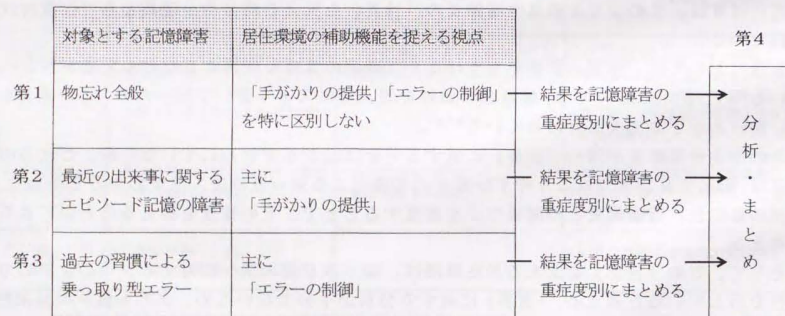 対象とする記憶障害 居住環境の補助機能を捉える視点
第4
第1 物忘れ全般 「手がかりの提供」「エラーの制御」 結果を記憶障害の
を特に区別しない 重症度別にまとめる
第2 最近の出来事に関する 主に 結果を記憶障害の
エピソード記憶の障害 「手がかりの提供」 重症度別にまとめる
第3 過去の習慣による 主に 結果を記憶障害の
乗っ取り型エラー 「エラーの制御」 重症度別にまとめる
分析・まとめ